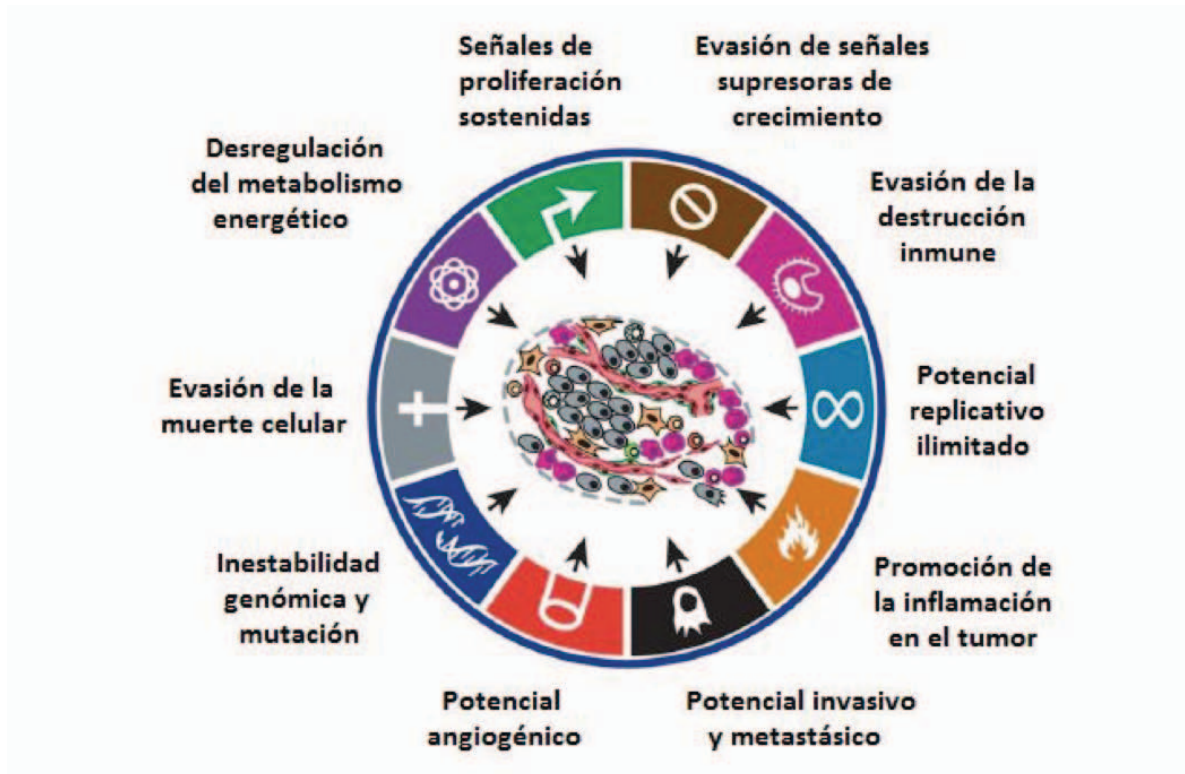 Señales de
proliferación
sostenidas
Evasión de señales
supresoras de
crecimiento
Evasión de la
destrucción
inmune
Potencial
replicativo
ilimitado
Promoción de
la inflamación
en el tumor
Potencial invasivo
y metastásico
Potencial
angiogénico
Inestabilidad
genómica y
mutación
Evasión de la
muerte celular
Desregulación
del metabolismo
energético